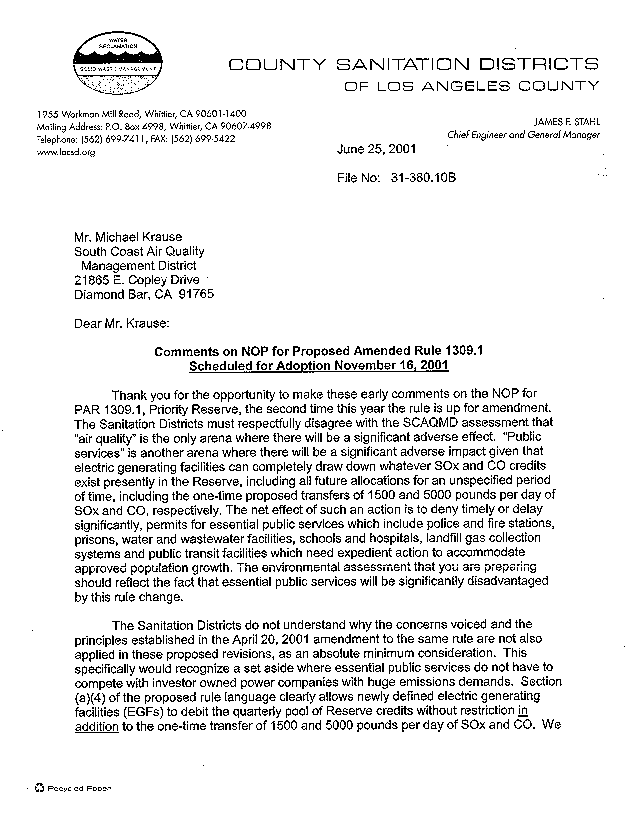 WATER
RECLAMATION
SOLID WASTE MANAGEMENT
COUNTY SANITATION DISTRICTS
OF LOS ANGELES COUNTY
1955 Workman Mill Road, Whittier, CA 90601-1400
Mailing Address: P.O. Box 4998, Whittier, CA 90607-4998
Telephone: (562) 699-7411, FAX: (562) 699-5422
www.lacsd.org
JAMES F. STAHL
Chief Engineer and General Manager
June 25, 2001
File No: 31-380.10B
Mr. Michael Krause
South Coast Air Quality
Management District
21865 E. Copley Drive
Diamond Bar, CA 91765
Dear Mr. Krause:
Comments on NOP for Proposed Amended Rule 1309.1
Scheduled for Adoption November 16, 2001
Thank you for the opportunity to make these early comments on the NOP for
PAR 1309.1, Priority Reserve, the second time this year the rule is up for amendment.
The Sanitation Districts must respectfully disagree with the SCAQMD assessment that
"air quality" is the only arena where there will be a significant adverse effect. "Public
services" is another arena where there will be a significant adverse impact given that
electric generating facilities can completely draw down whatever SOx and CO credits
exist presently in the Reserve, including all future allocations for an unspecified period
of time, including the one-time proposed transfers of 1500 and 5000 pounds per day of
SOx and CO, respectively. The net effect of such an action is to deny timely or delay
significantly, permits for essential public services which include police and fire stations,
prisons, water and wastewater facilities, schools and hospitals, landfill gas collection
systems and public transit facilities which need expedient action to accommodate
approved population growth. The environmental assessment that you are preparing
should reflect the fact that essential public services will be significantly disadvantaged
by this rule change.
The Sanitation Districts do not understand why the concerns voiced and the
principles established in the April 20, 2001 amendment to the same rule are not also
applied in these proposed revisions, as an absolute minimum consideration. This
specifically would recognize a set aside where essential public services do not have to
compete with investor owned power companies with huge emissions demands. Section
(a)(4) of the proposed rule language clearly allows newly defined electric generating
facilities (EGFs) to debit the quarterly pool of Reserve credits without restriction in
addition to the one-time transfer of 1500 and 5000 pounds per day of SOx and CO. We
Recycled Paper